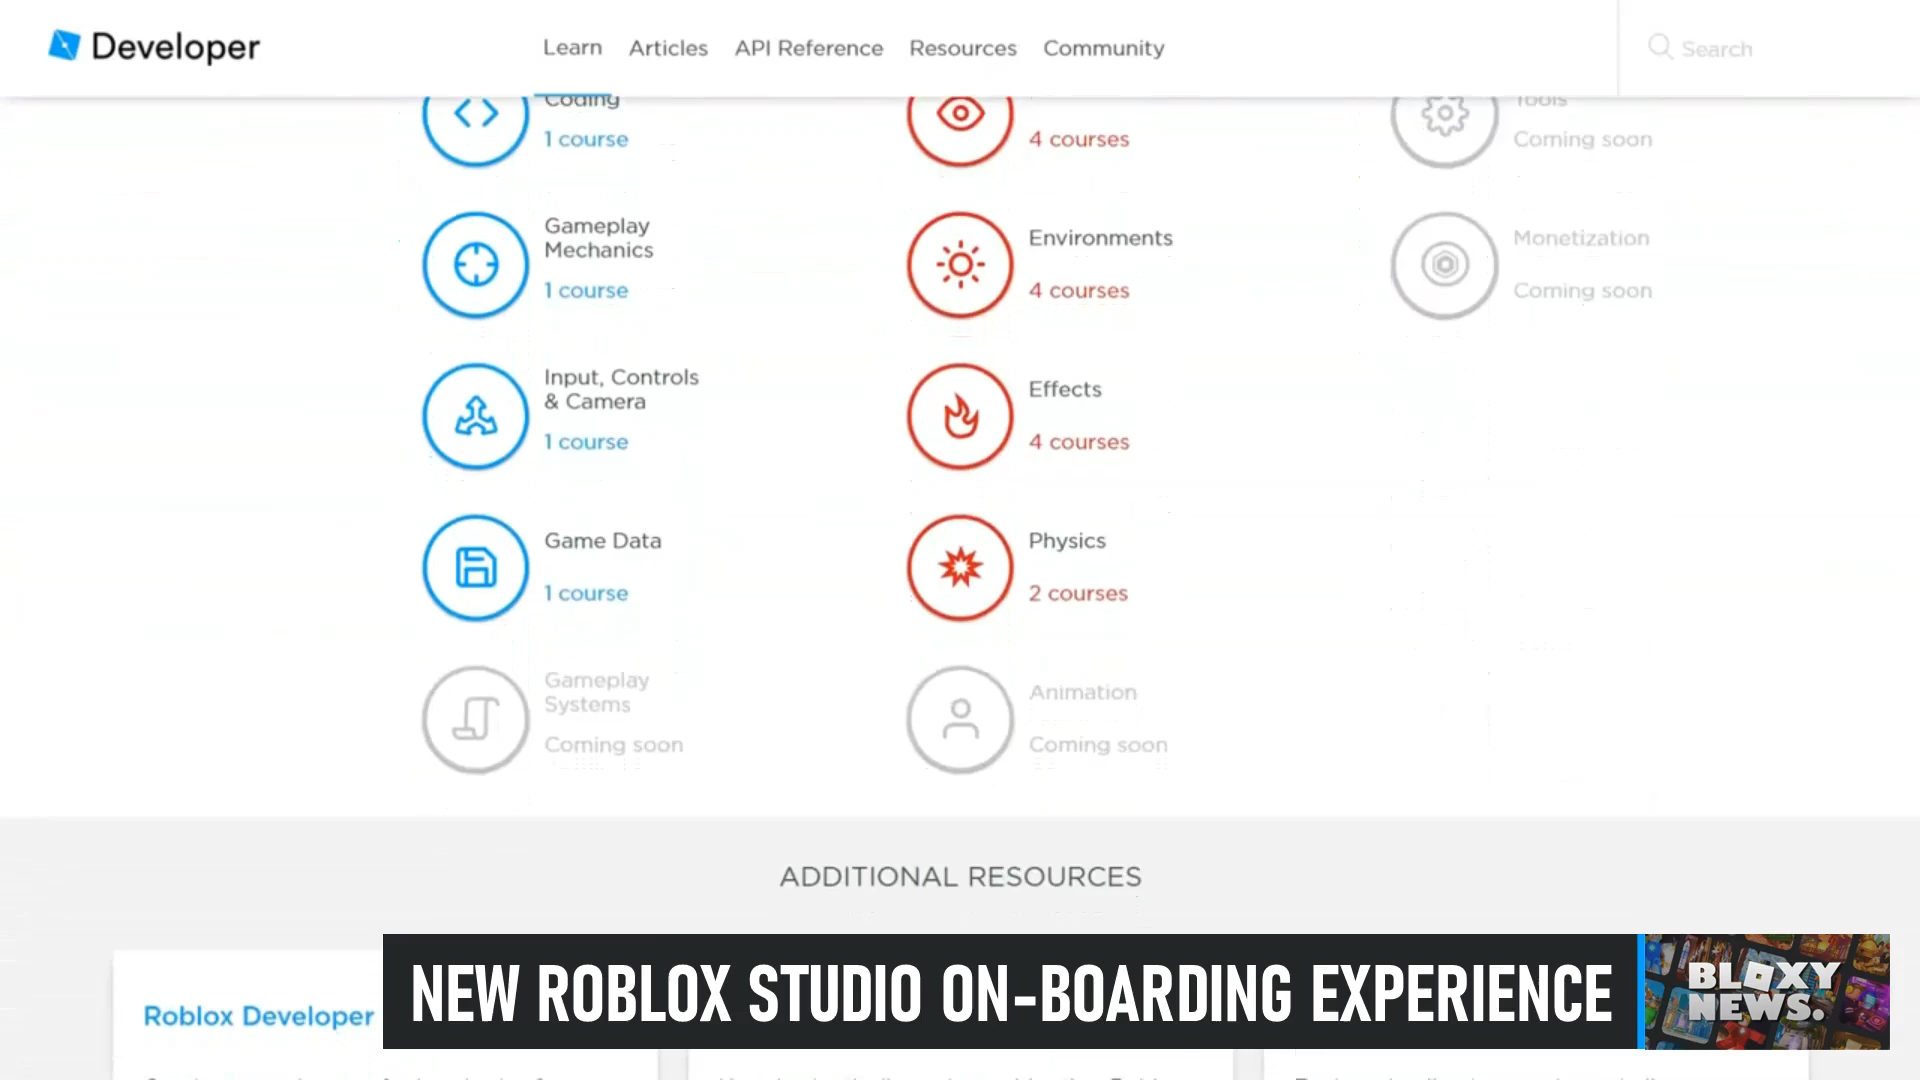 Developer
Learn Articles API Reference Resources Community
Search
Coding
1 course
Gameplay
Mechanics
1 course
Input, Controls
& Camera
1 course
Game Data
1 course
Gameplay
Systems
Coming soon
4 courses
Environments
4 courses
Effects
4 courses
Physics
2 courses
Animation
Coming soon
Tools
Coming soon
Monetization
Coming soon
ADDITIONAL RESOURCES
Roblox Developer
NEW ROBLOX STUDIO ON-BOARDING EXPERIENCE
BLOXY
NEWS.